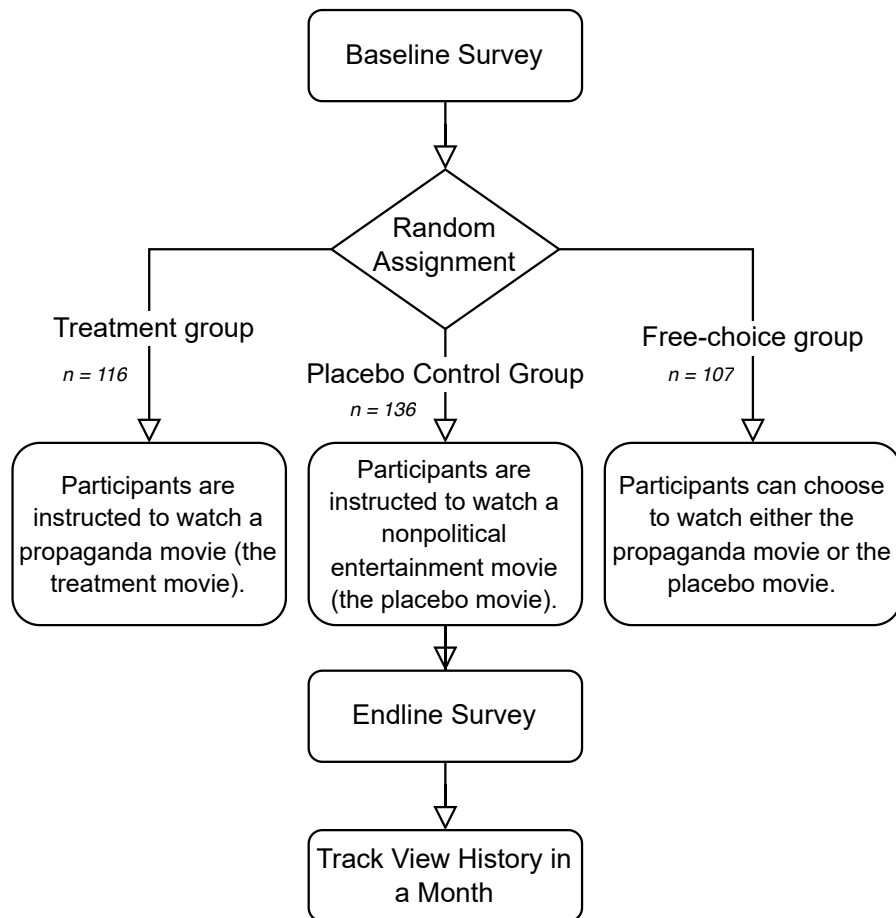 Baseline Survey
Random
Assignment
Treatment group
n = 116
Placebo Control Group
n = 136
Free-choice group
n = 107
Participants are
instructed to watch a
propaganda movie (the
treatment movie).
Participants are
instructed to watch a
nonpolitical
entertainment movie
(the placebo movie).
Participants can choose
to watch either the
propaganda movie or the
placebo movie.
Endline Survey
Track View History in
a Month